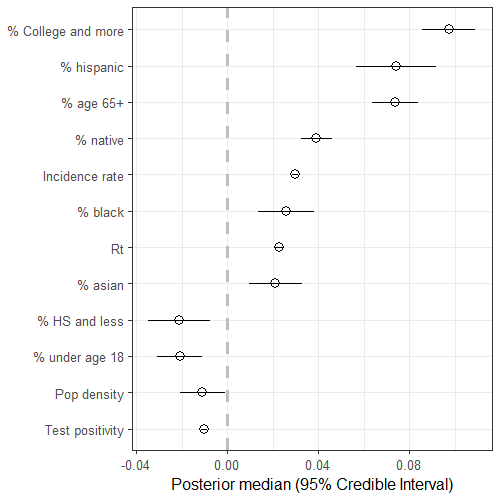 % College and more
% hispanic
% age 65+
% native
Incidence rate
% black
Rt
% asian
% HS and less
% under age 18
Pop density
Test positivity
-0.04 0.00 0.04 0.08
Posterior median (95% Credible Interval)